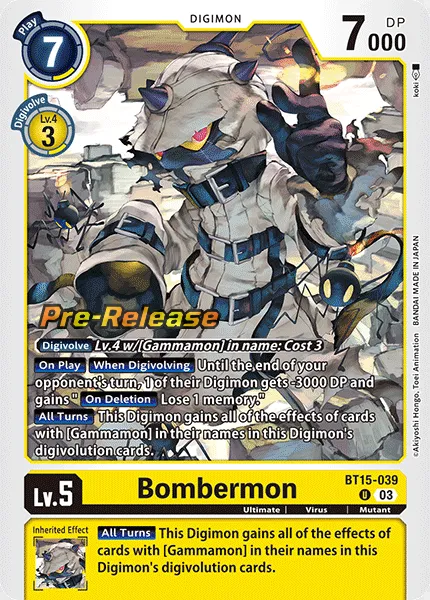 DIGIMON
Play
7
7000
DP
koki
Digivolve
Lv.4
3
©Akiyoshi Hongo, Toei Animation BANDAI MADE IN JAPAN
Pre-Release
Digivolve Lv.4 w/[Gammamon] in name: Cost 3
On Play When Digivolving Until the end of your
opponent's turn, 1 of their Digimon gets -3000 DP and
gains " On Deletion Lose 1 memory."
All Turns This Digimon gains all of the effects of cards
with [Gammamon] in their names in this Digimon's
digivolution cards.
Lv.5
Bombermon
BT15-039
U 03
Ultimate Virus Mutant
Inherited Effect
All Turns This Digimon gains all of the effects of
cards with [Gammamon] in their names in this
Digimon's digivolution cards.